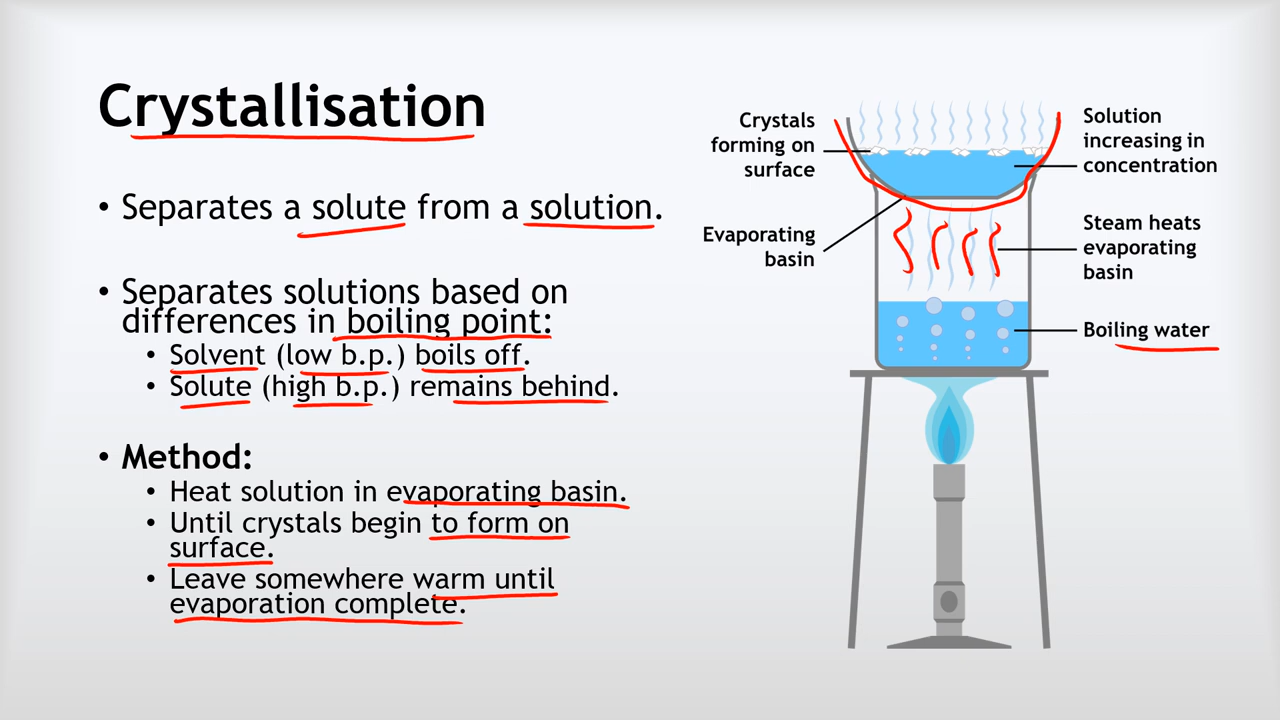 Crystallisation
• Separates a solute from a solution.
• Separates solutions based on
differences in boiling point:
• Solvent (low b.p.) boils off.
• Solute (high b.p.) remains behind.
• Method:
• Heat solution in evaporating basin.
• Until crystals begin to form on
surface.
• Leave somewhere warm until
evaporation complete.
Crystals
forming on
surface
Evaporating
basin
Solution
increasing in
concentration
Steam heats
evaporating
basin
Boiling water